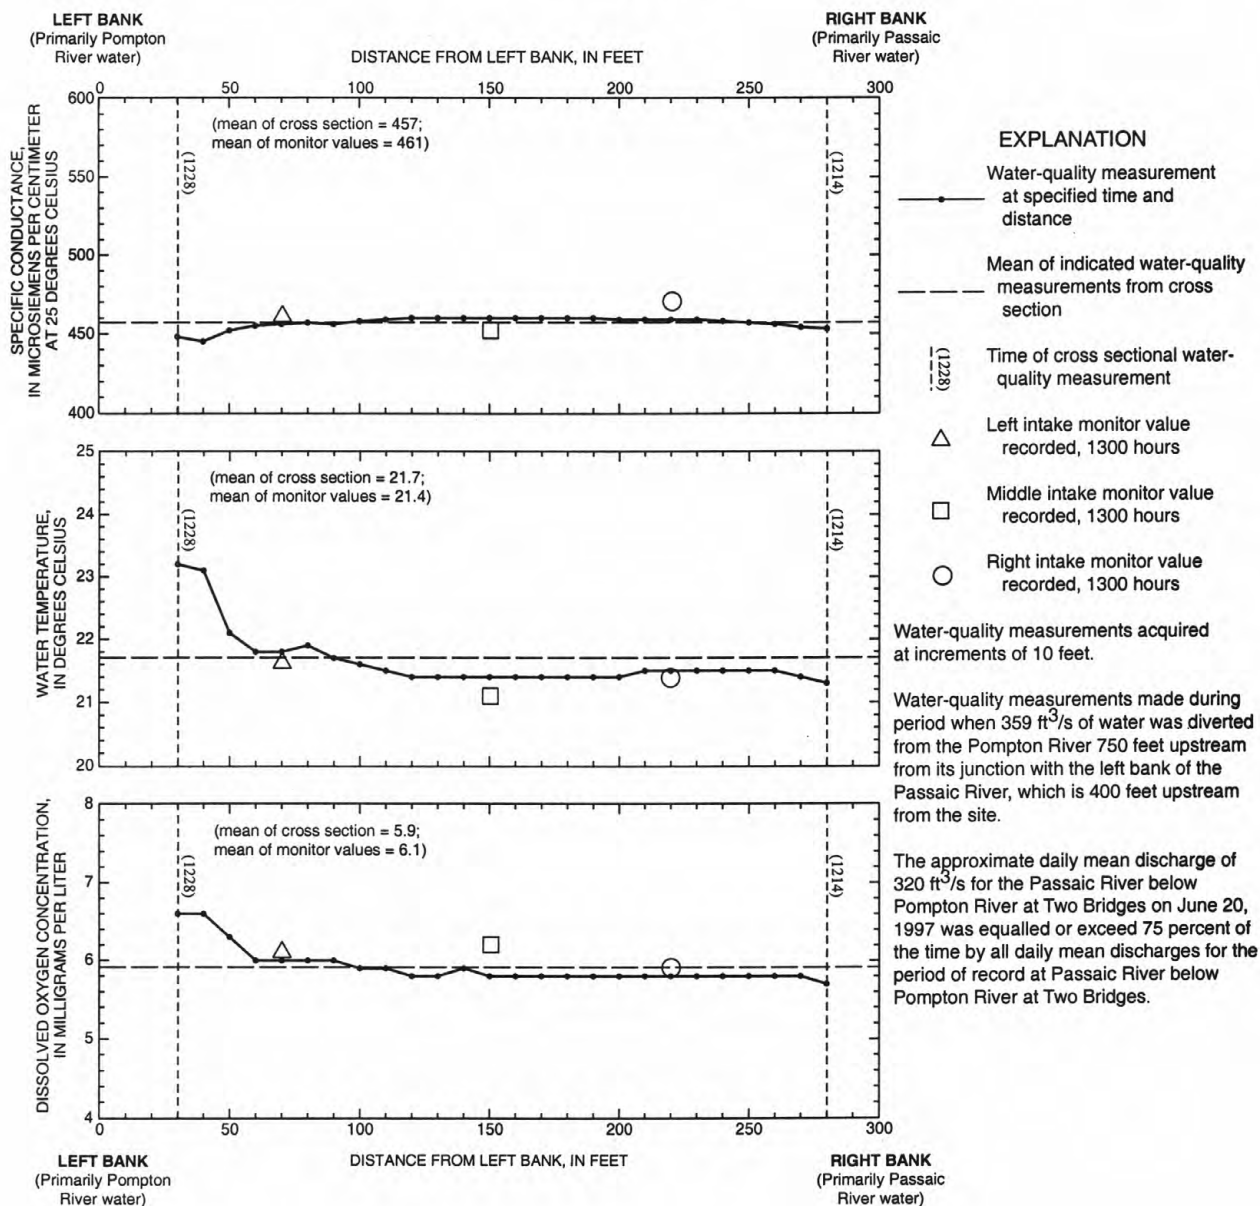 LEFT BANK
(Primarily Pompton
River water)
DISTANCE FROM LEFT BANK, IN FEET
RIGHT BANK
(Primarily Passaic
River water)
0 50 100 150 200 250 300
SPECIFIC CONDUCTANCE,
IN MICROSIEMENS PER CENTIMETER
AT 25 DEGREES CELSIUS
600
550
500
450
400
(mean of cross section = 457;
mean of monitor values = 461)
(1228)
(1214)
WATER TEMPERATURE,
IN DEGREES CELSIUS
25
24
23
22
21
20
(mean of cross section = 21.7;
mean of monitor values = 21.4)
(1228)
(1214)
DISSOLVED OXYGEN CONCENTRATION,
IN MILLIGRAMS PER LITER
8
7
6
5
4
(mean of cross section = 5.9;
mean of monitor values = 6.1)
(1228)
(1214)
0 50 100 150 200 250 300
LEFT BANK
(Primarily Pompton
River water)
DISTANCE FROM LEFT BANK, IN FEET
RIGHT BANK
(Primarily Passaic
River water)
EXPLANATION
Water-quality measurement
at specified time and
distance
Mean of indicated water-quality
measurements from cross
section
(1228)
Time of cross sectional water-
quality measurement
Left intake monitor value
recorded, 1300 hours
Middle intake monitor value
recorded, 1300 hours
Right intake monitor value
recorded, 1300 hours
Water-quality measurements acquired
at increments of 10 feet.
Water-quality measurements made during
period when 359 ft³/s of water was diverted
from the Pompton River 750 feet upstream
from its junction with the left bank of the
Passaic River, which is 400 feet upstream
from the site.
The approximate daily mean discharge of
320 ft³/s for the Passaic River below
Pompton River at Two Bridges on June 20,
1997 was equalled or exceed 75 percent of
the time by all daily mean discharges for the
period of record at Passaic River below
Pompton River at Two Bridges.